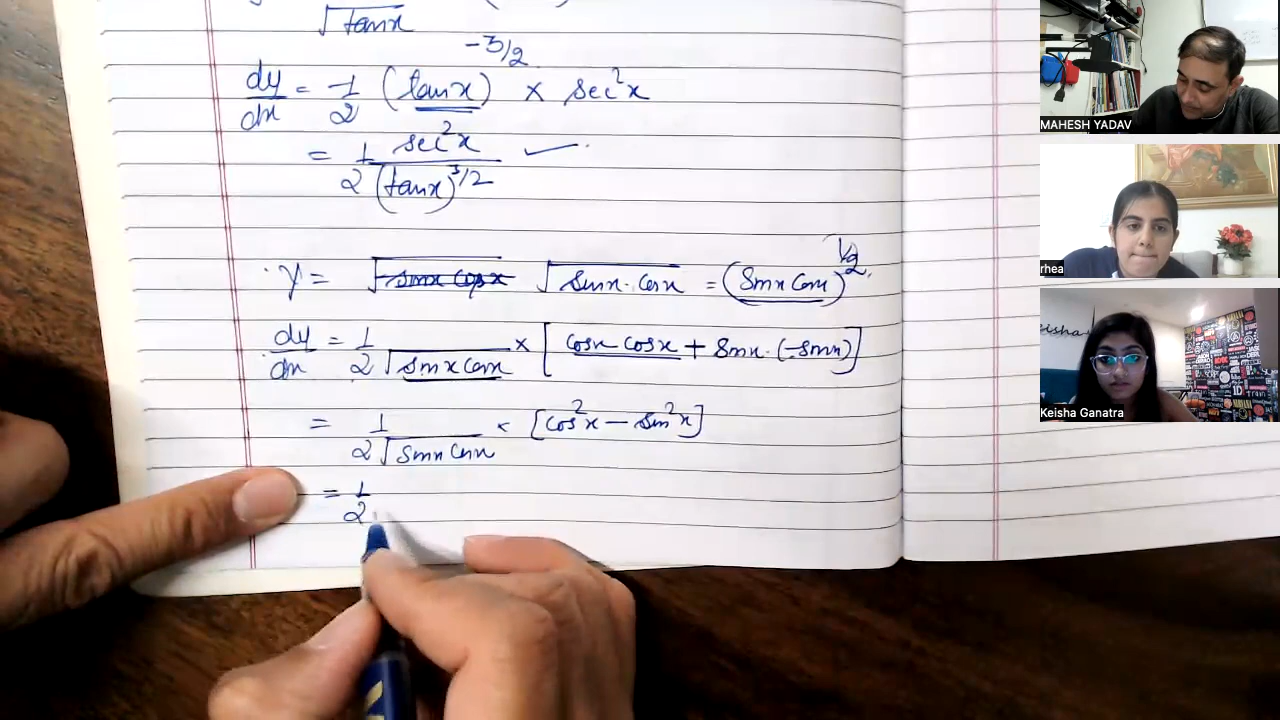 √tanx
dy/dx = -1/2 (tanx)^-3/2 × sec²x
= -1/2 sec²x/(tanx)^3/2
y = √sinx cosx √sinx·cosx = (sinx cosx)^1/2.
dy/dx = 1/2√sinx cosx × [cosx cosx + sinx·(-sinx)]
= 1/2√sinx cosx × [cos²x - sin²x]
= 1/2
MAHESH YADAV
rhea
Keisha Ganatra